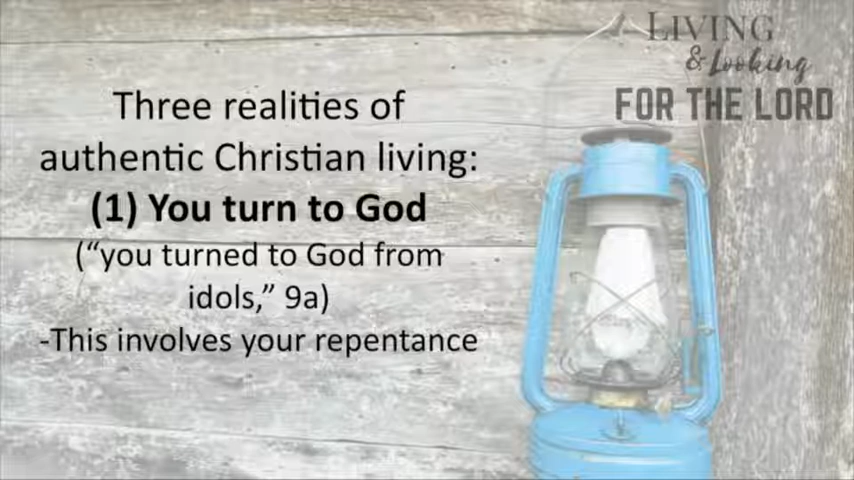 LIVING
& Looking
FOR THE LORD
Three realities of
authentic Christian living:
(1) You turn to God
(“you turned to God from
idols,” 9a)
-This involves your repentance